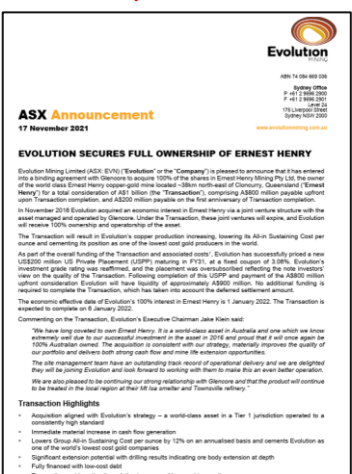 Evolution
MINING
ABN 74 084 669 036
Sydney Office
P +61 2 9696 2900
F +61 2 9696 2901
Level 24
175 Liverpool Street
Sydney NSW 2000
www.evolutionmining.com.au
ASX Announcement
17 November 2021
EVOLUTION SECURES FULL OWNERSHIP OF ERNEST HENRY
Evolution Mining Limited (ASX: EVN) ("Evolution" or the "Company") is pleased to announce that it has entered
into a binding agreement with Glencore to acquire 100% of the shares in Ernest Henry Mining Pty Ltd, the owner
of the world class Ernest Henry copper-gold mine located ~38km north-east of Cloncurry, Queensland ("Ernest
Henry") for a total consideration of A$1 billion (the "Transaction"), comprising A$800 million payable upfront
upon Transaction completion, and A$200 million payable on the first anniversary of Transaction completion.
In November 2016 Evolution acquired an economic interest in Ernest Henry via a joint venture structure with the
asset managed and operated by Glencore. Under the Transaction, these joint ventures will expire, and Evolution
will receive 100% ownership and operatorship of the asset.
The Transaction will result in Evolution's copper production increasing, lowering its All-in Sustaining Cost per
ounce and cementing its position as one of the lowest cost gold producers in the world.
As part of the overall funding of the Transaction and associated costs¹, Evolution has successfully priced a new
US$200 million US Private Placement (USPP) maturing in FY31, at a fixed coupon of 3.06%. Evolution's
investment grade rating was reaffirmed, and the placement was oversubscribed reflecting the note investors'
view on the quality of the Transaction. Following completion of this USPP and payment of the A$800 million
upfront consideration Evolution will have liquidity of approximately A$900 million. No additional funding is
required to complete the Transaction, which has taken into account the deferred settlement amount.
The economic effective date of Evolution's 100% interest in Ernest Henry is 1 January 2022. The Transaction is
expected to complete on 6 January 2022.
Commenting on the Transaction, Evolution's Executive Chairman Jake Klein said:
"We have long coveted to own Ernest Henry. It is a world-class asset in Australia and one which we know
extremely well due to our successful investment in the asset in 2016 and proud that it will once again be
100% Australian owned. The acquisition is consistent with our strategy, materially improves the quality of
our portfolio and delivers both strong cash flow and mine life extension opportunities.
The site management team have an outstanding track record of operational delivery and we are delighted
they will be joining Evolution and look forward to working with them to make this an even better operation.
We are also pleased to be continuing our strong relationship with Glencore and that the product will continue
to be treated in the local region at their Mt Isa smelter and Townsville refinery."
Transaction Highlights
- Acquisition aligned with Evolution's strategy – a world-class asset in a Tier 1 jurisdiction operated to a
consistently high standard
- Immediate material increase in cash flow generation
- Lowers Group All-in Sustaining Cost per ounce by 12% on an annualised basis and cements Evolution as
one of the world's lowest cost gold companies
- Significant extension potential with drilling results indicating ore body extension at depth
- Fully financed with low-cost debt